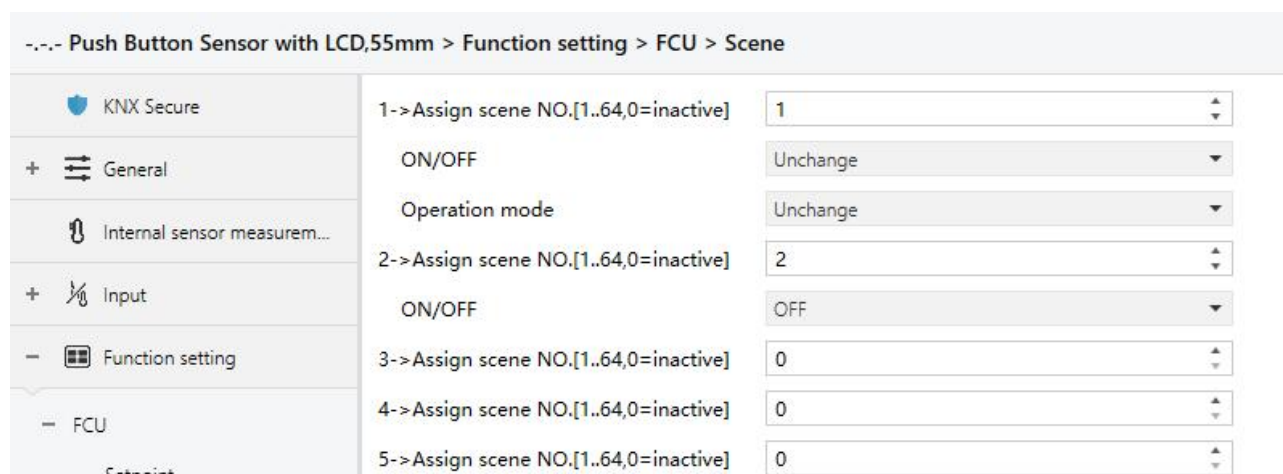 -.-.- Push Button Sensor with LCD,55mm > Function setting > FCU > Scene
KNX Secure
+ General
Internal sensor measurem...
+ Input
− Function setting
− FCU
Setpoint
1->Assign scene NO.[1..64,0=inactive] 1
ON/OFF Unchange
Operation mode Unchange
2->Assign scene NO.[1..64,0=inactive] 2
ON/OFF OFF
3->Assign scene NO.[1..64,0=inactive] 0
4->Assign scene NO.[1..64,0=inactive] 0
5->Assign scene NO.[1..64,0=inactive] 0